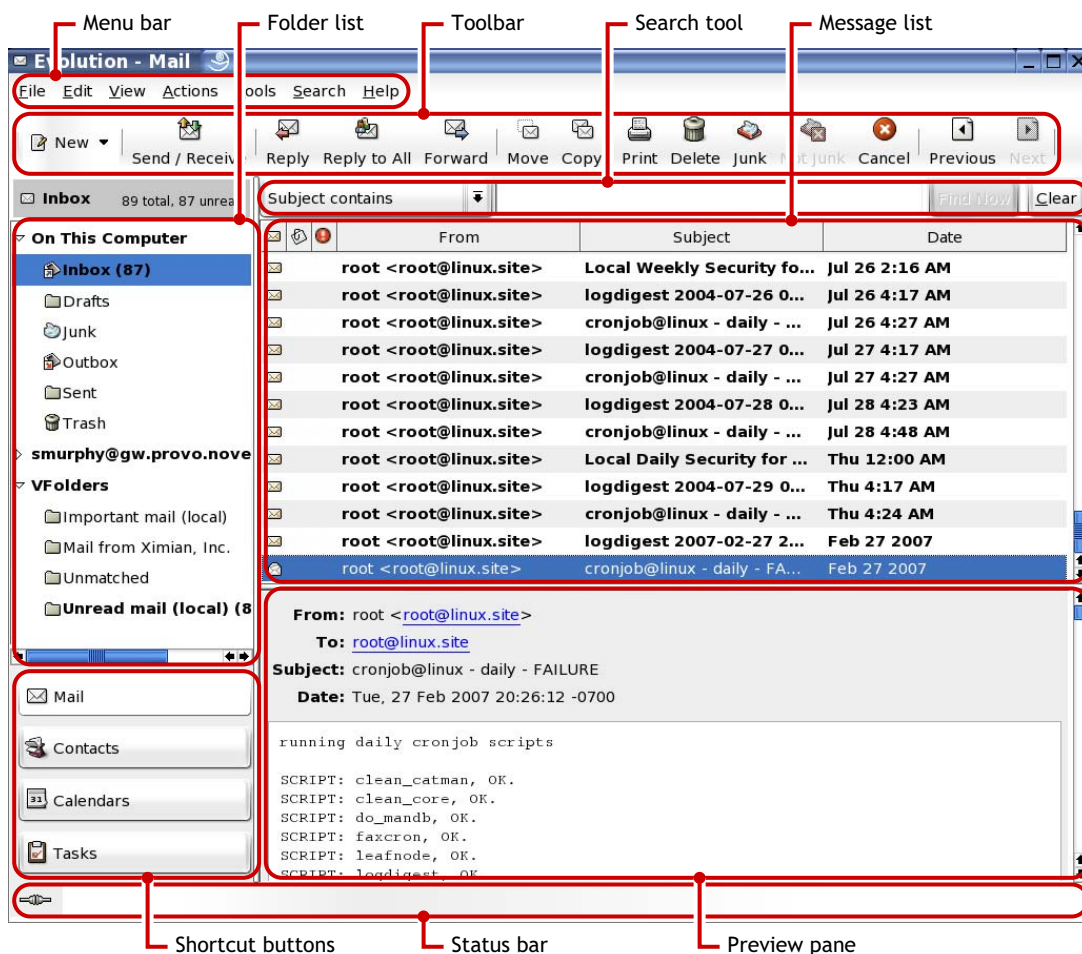 Menu bar Folder list Toolbar Search tool Message list
Evolution - Mail
File Edit View Actions Tools Search Help
New Send / Receive Reply Reply to All Forward Move Copy Print Delete Junk Not Junk Cancel Previous Next
Inbox 89 total, 87 unrea
Subject contains Find Now Clear
On This Computer
Inbox (87)
Drafts
Junk
Outbox
Sent
Trash
smurphy@gw.provo.nove
VFolders
Important mail (local)
Mail from Ximian, Inc.
Unmatched
Unread mail (local) (8
From Subject Date
root <root@linux.site> Local Weekly Security fo... Jul 26 2:16 AM
root <root@linux.site> logdigest 2004-07-26 0... Jul 26 4:17 AM
root <root@linux.site> cronjob@linux - daily - ... Jul 26 4:27 AM
root <root@linux.site> logdigest 2004-07-27 0... Jul 27 4:17 AM
root <root@linux.site> cronjob@linux - daily - ... Jul 27 4:27 AM
root <root@linux.site> logdigest 2004-07-28 0... Jul 28 4:23 AM
root <root@linux.site> cronjob@linux - daily - ... Jul 28 4:48 AM
root <root@linux.site> Local Daily Security for ... Thu 12:00 AM
root <root@linux.site> logdigest 2004-07-29 0... Thu 4:17 AM
root <root@linux.site> cronjob@linux - daily - ... Thu 4:24 AM
root <root@linux.site> logdigest 2007-02-27 2... Feb 27 2007
root <root@linux.site> cronjob@linux - daily - FA... Feb 27 2007
From: root <root@linux.site>
To: root@linux.site
Subject: cronjob@linux - daily - FAILURE
Date: Tue, 27 Feb 2007 20:26:12 -0700
running daily cronjob scripts
SCRIPT: clean_catman, OK.
SCRIPT: clean_core, OK.
SCRIPT: do_mandb, OK.
SCRIPT: faxcron, OK.
SCRIPT: leafnode, OK.
SCRIPT: logdigest, OK
Mail
Contacts
31 Calendars
Tasks
Shortcut buttons Status bar Preview pane